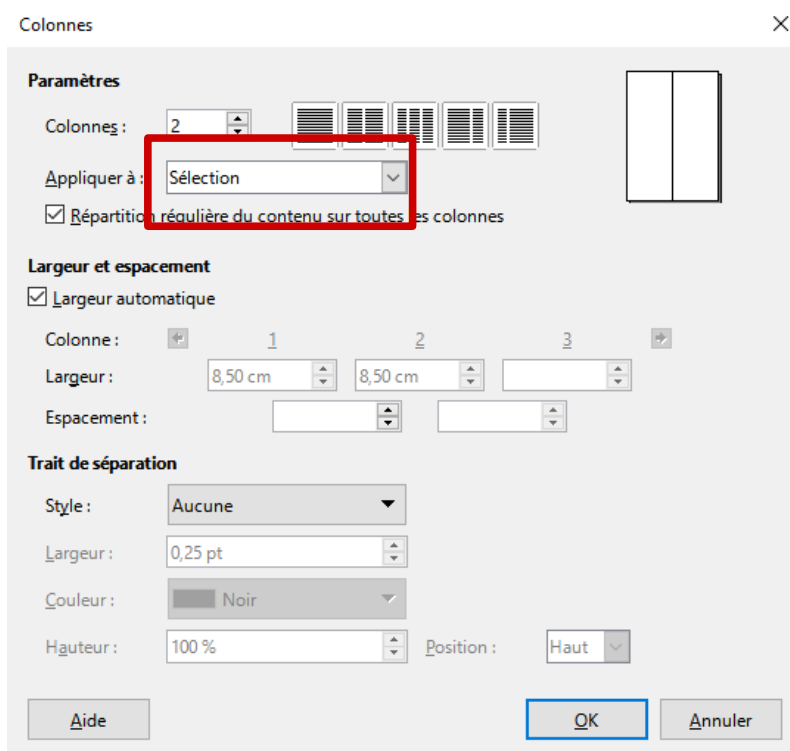 Colonnes
Paramètres
Colonnes : 2
Appliquer à : Sélection
Répartition régulière du contenu sur toutes les colonnes
Largeur et espacement
Largeur automatique
Colonne : 1 2 3
Largeur : 8,50 cm 8,50 cm
Espacement :
Trait de séparation
Style : Aucune
Largeur : 0,25 pt
Couleur : Noir
Hauteur : 100 % Position : Haut
Aide OK Annuler